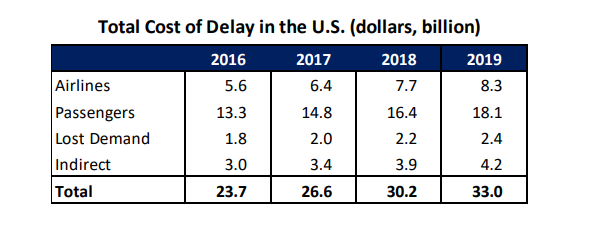 Total Cost of Delay in the U.S. (dollars, billion)
2016 2017 2018 2019
Airlines 5.6 6.4 7.7 8.3
Passengers 13.3 14.8 16.4 18.1
Lost Demand 1.8 2.0 2.2 2.4
Indirect 3.0 3.4 3.9 4.2
Total 23.7 26.6 30.2 33.0